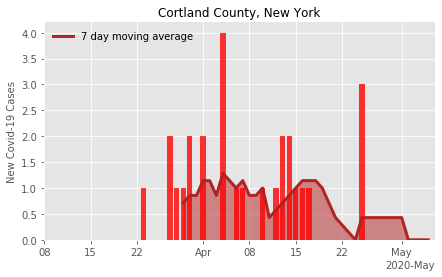 Cortland County, New York
7 day moving average
New Covid-19 Cases
4.0
3.5
3.0
2.5
2.0
1.5
1.0
0.5
0.0
08 15 22 Apr 08 15 22 May
2020-May